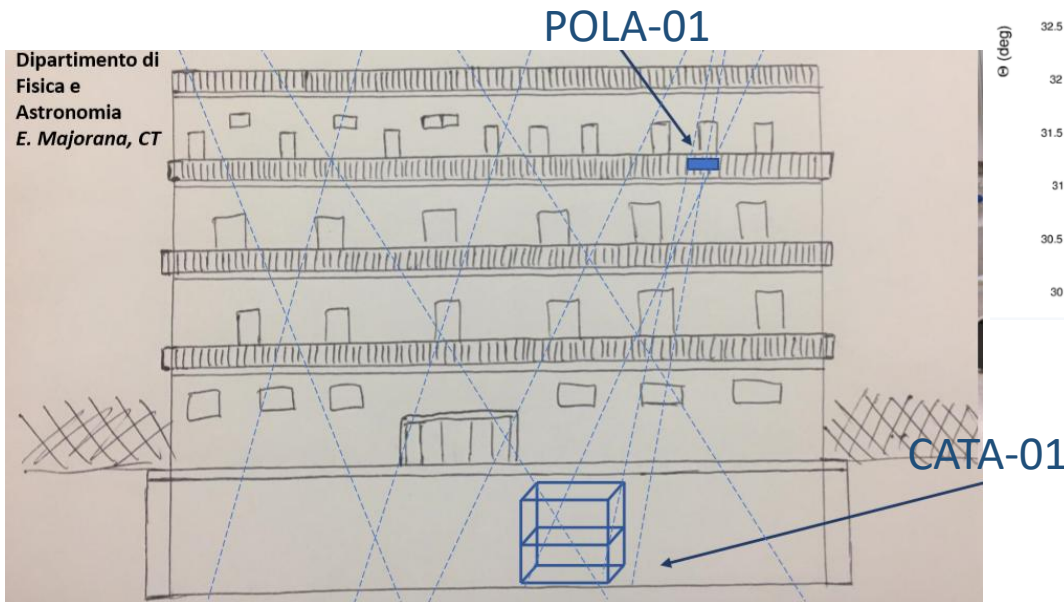 POLA-01
Dipartimento di
Fisica e
Astronomia
E. Majorana, CT
CATA-01
Θ (deg)
32.5
32
31.5
31
30.5
30